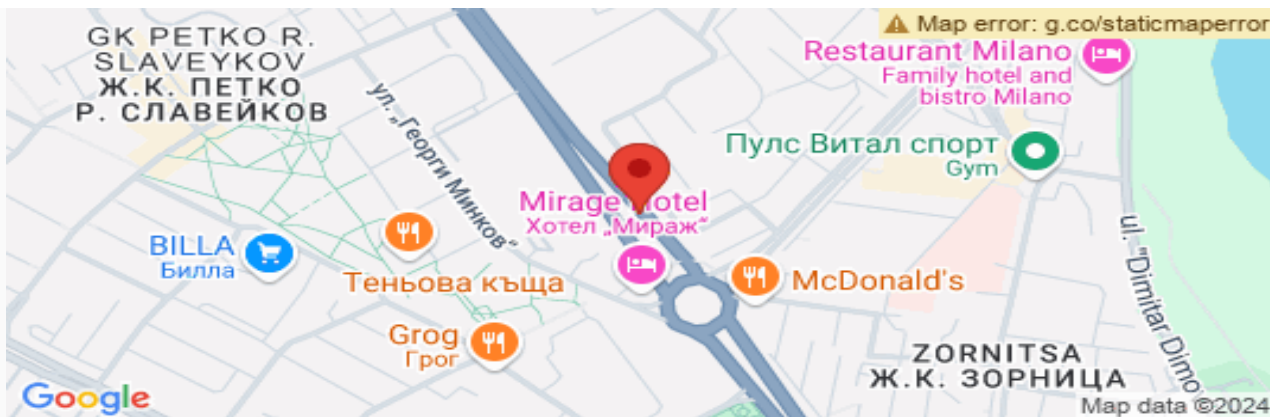 Map error: g.co/staticmaperror
GK PETKO R.
SLAVEYKOV
Ж.К. ПЕТКО
Р. СЛАВЕЙКОВ
ул. „Георги Минков“
Restaurant Milano
Family hotel and
bistro Milano
Пулс Витал спорт
Gym
Mirage Hotel
Хотел „Мираж“
BILLA
Билла
Теньова къща
McDonald's
Grog
Грог
ul. "Dimitar Dimo
ZORNITSA
Ж.К. ЗОРНИЦА
Google
Map data ©2024